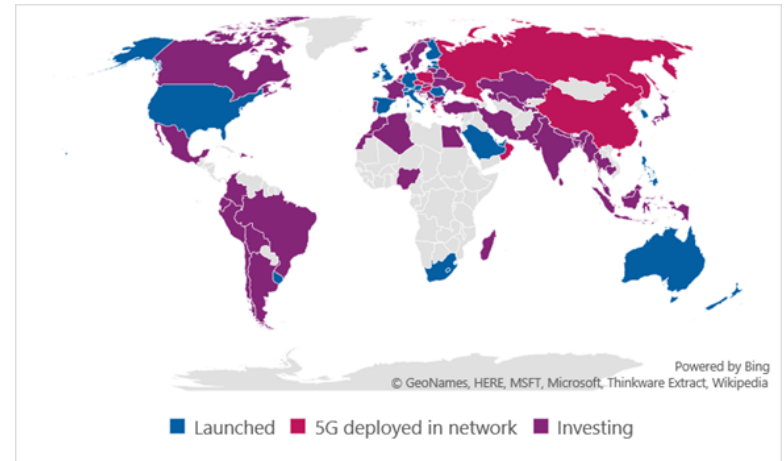 Powered by Bing
© GeoNames, HERE, MSFT, Microsoft, Thinkware Extract, Wikipedia
Launched 5G deployed in network Investing